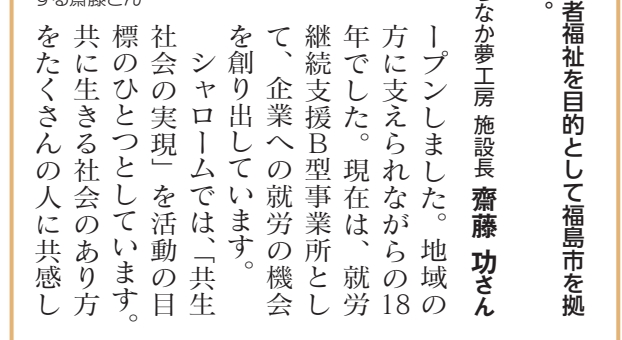 者福祉を目的として福島市を拠
。
なか夢工房 施設長 齋藤 功さん
ープンしました。地域の
方に支えられながらの18
年でした。現在は、就労
継続支援B型事業所とし
て、企業への就労の機会
を創り出しています。
シャロームでは、「共生
社会の実現」を活動の目
標のひとつとしています。
共に生きる社会のあり方
をたくさんの人に共感し
する齋藤さん